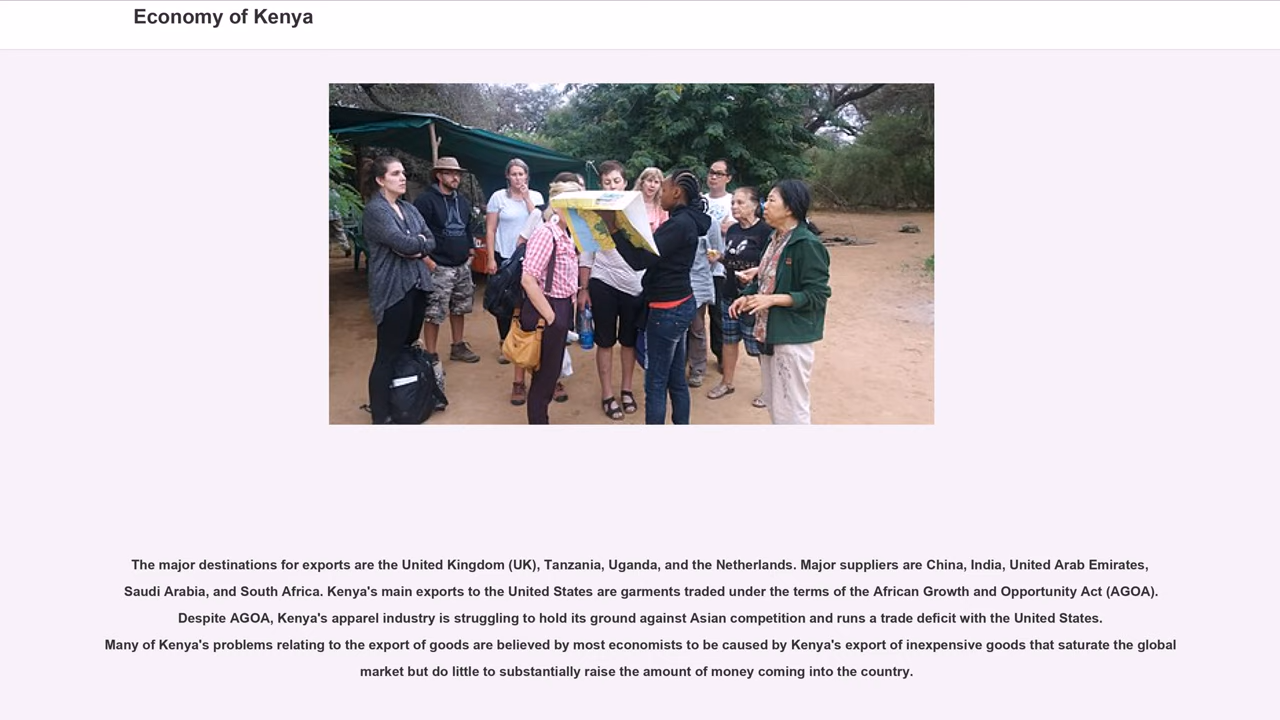 Economy of Kenya
The major destinations for exports are the United Kingdom (UK), Tanzania, Uganda, and the Netherlands. Major suppliers are China, India, United Arab Emirates,
Saudi Arabia, and South Africa. Kenya's main exports to the United States are garments traded under the terms of the African Growth and Opportunity Act (AGOA).
Despite AGOA, Kenya's apparel industry is struggling to hold its ground against Asian competition and runs a trade deficit with the United States.
Many of Kenya's problems relating to the export of goods are believed by most economists to be caused by Kenya's export of inexpensive goods that saturate the global
market but do little to substantially raise the amount of money coming into the country.